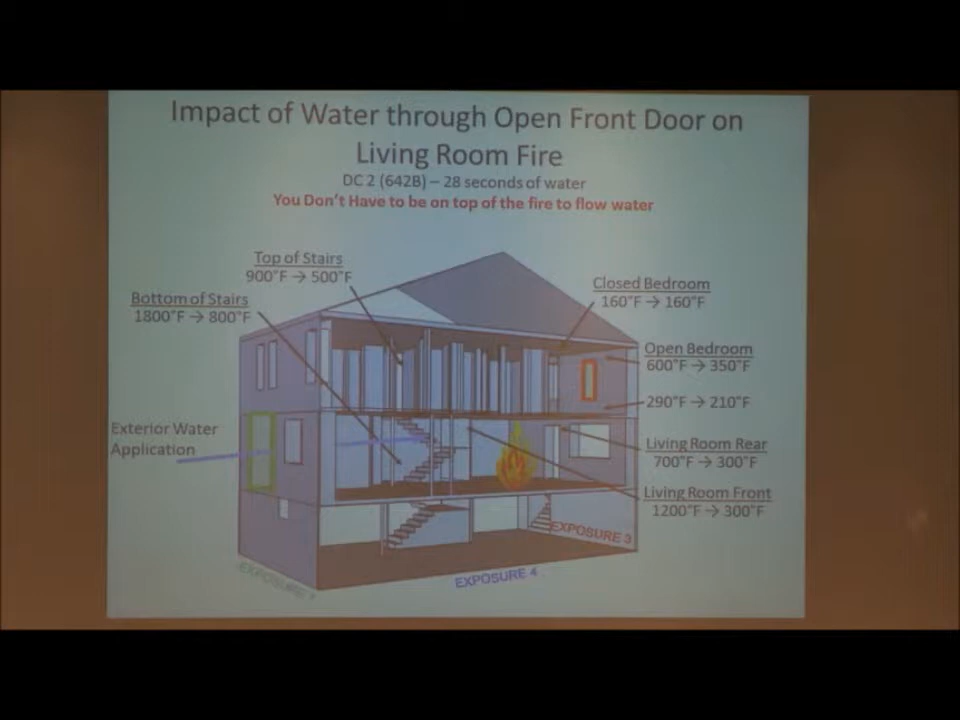 Impact of Water through Open Front Door on
Living Room Fire
DC 2 (642B) – 28 seconds of water
You Don't Have to be on top of the fire to flow water
Top of Stairs
900°F → 500°F
Bottom of Stairs
1800°F → 800°F
Closed Bedroom
160°F → 160°F
Open Bedroom
600°F → 350°F
290°F → 210°F
Exterior Water
Application
Living Room Rear
700°F → 300°F
Living Room Front
1200°F → 300°F
EXPOSURE 3
EXPOSURE 4
EXPOSURE